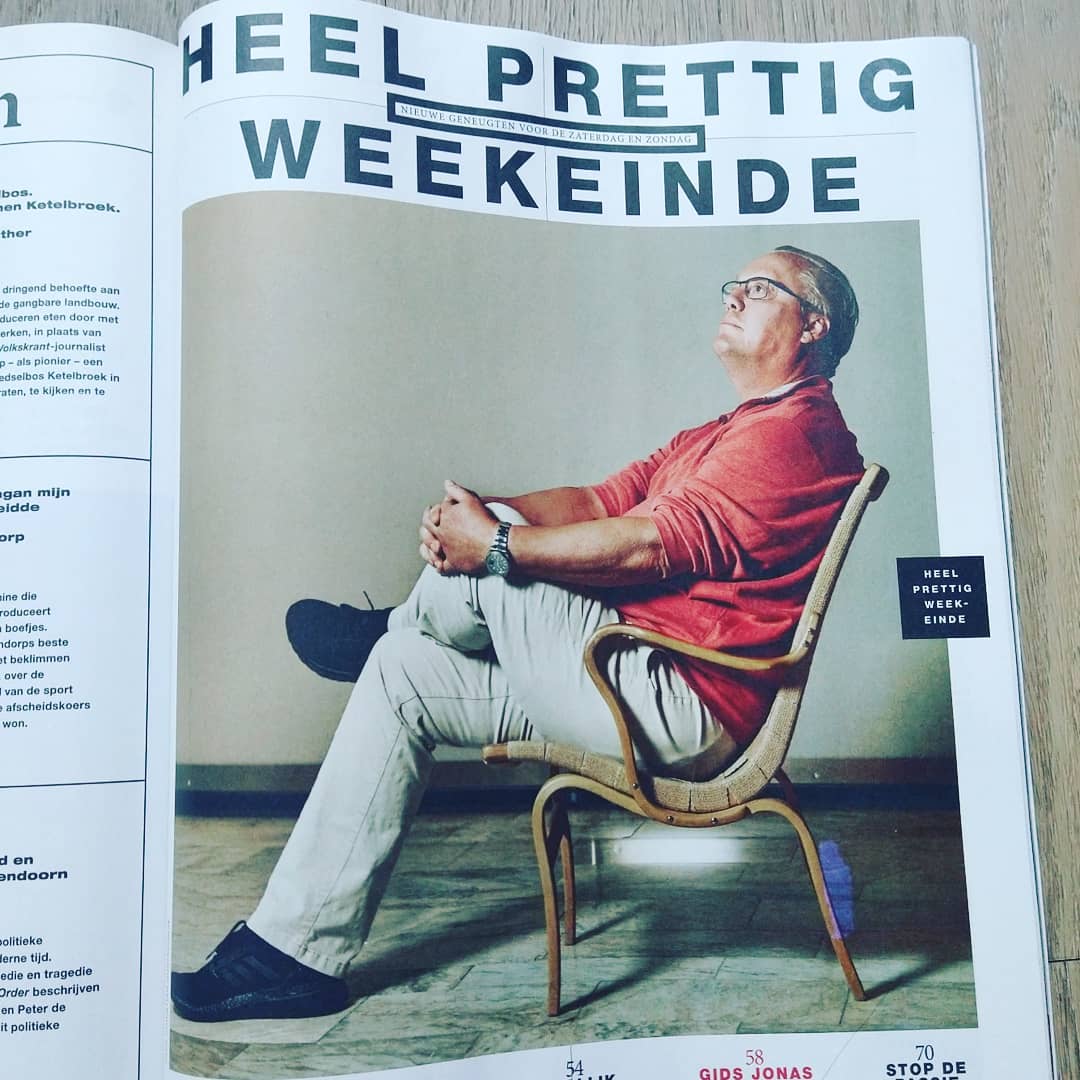 n
lbos.
nen Ketelbroek.
ther
dringend behoefte aan
de gangbare landbouw.
duceren eten door met
erken, in plaats van
olkskrant-journalist
p – als pionier – een
edselbos Ketelbroek in
raten, te kijken en te
gan mijn
eidde
orp
ine die
roduceert
n boefjes.
ndorps beste
et beklimmen
over de
l van de sport
e afscheidskoers
won.
d en
endoorn
politieke
derne tijd.
edie en tragedie
Order beschrijven
en Peter de
it politieke
HEEL PRETTIG
NIEUWE GENEUGTEN VOOR DE ZATERDAG EN ZONDAG
WEEKEINDE
HEEL
PRETTIG
WEEK-
EINDE
54
58
GIDS JONAS
70
STOP DE